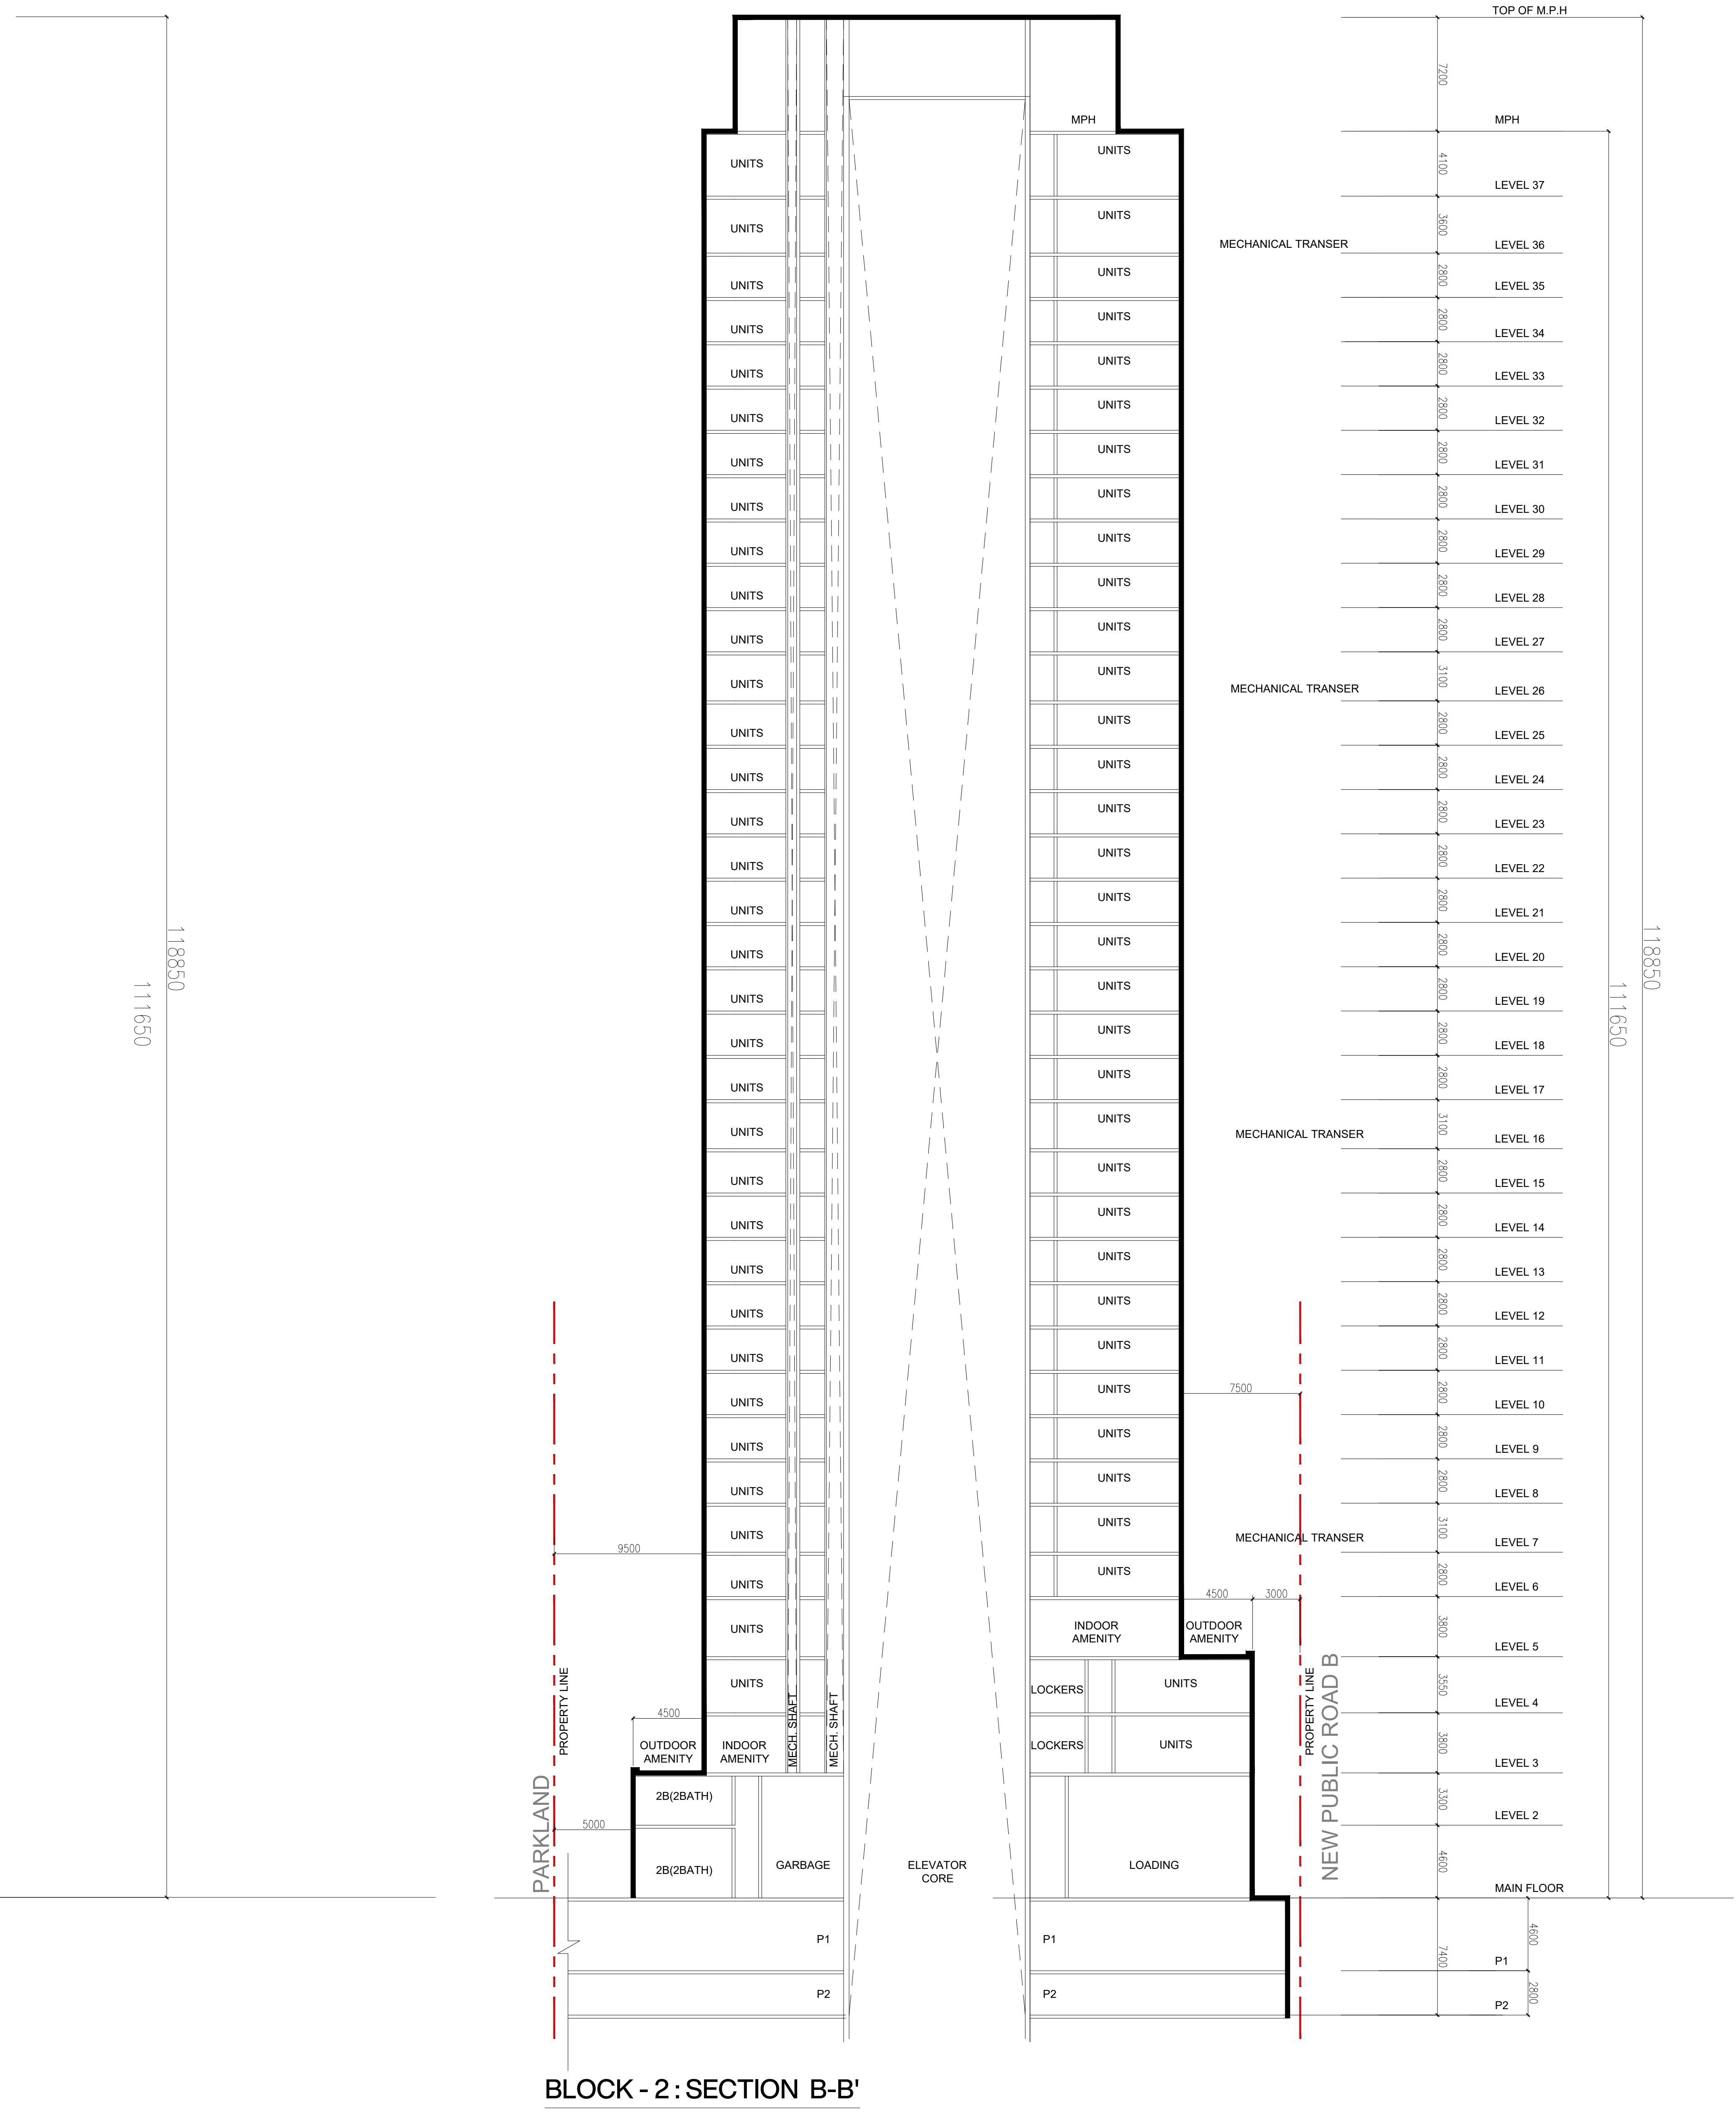 TOP OF M.P.H
7200
MPH
MPH
UNITS
UNITS
4100
LEVEL 37
UNITS
UNITS
3600
MECHANICAL TRANSER
LEVEL 36
UNITS
UNITS
2800
LEVEL 35
UNITS
UNITS
2800
LEVEL 34
UNITS
UNITS
2800
LEVEL 33
UNITS
UNITS
2800
LEVEL 32
UNITS
UNITS
2800
LEVEL 31
UNITS
UNITS
2800
LEVEL 30
UNITS
UNITS
2800
LEVEL 29
UNITS
UNITS
2800
LEVEL 28
UNITS
UNITS
2800
LEVEL 27
UNITS
UNITS
3100
MECHANICAL TRANSER
LEVEL 26
UNITS
UNITS
2800
LEVEL 25
UNITS
UNITS
2800
LEVEL 24
UNITS
UNITS
2800
LEVEL 23
UNITS
UNITS
2800
LEVEL 22
UNITS
UNITS
2800
LEVEL 21
118850
111650
118850
111650
UNITS
UNITS
2800
LEVEL 20
UNITS
UNITS
2800
LEVEL 19
UNITS
UNITS
2800
LEVEL 18
UNITS
UNITS
2800
LEVEL 17
UNITS
UNITS
3100
MECHANICAL TRANSER
LEVEL 16
UNITS
UNITS
2800
LEVEL 15
UNITS
UNITS
2800
LEVEL 14
UNITS
UNITS
2800
LEVEL 13
UNITS
UNITS
2800
LEVEL 12
UNITS
UNITS
2800
LEVEL 11
UNITS
UNITS
7500
2800
LEVEL 10
UNITS
UNITS
2800
LEVEL 9
UNITS
UNITS
2800
LEVEL 8
9500
UNITS
UNITS
3100
MECHANICAL TRANSER
LEVEL 7
UNITS
UNITS
2800
LEVEL 6
4500
3000
UNITS
INDOOR
AMENITY
OUTDOOR
AMENITY
3800
LEVEL 5
PROPERTY LINE
UNITS
MECH. SHAFT
MECH. SHAFT
LOCKERS
UNITS
PROPERTY LINE
NEW PUBLIC ROAD B
3550
LEVEL 4
4500
OUTDOOR
AMENITY
INDOOR
AMENITY
LOCKERS
UNITS
3800
LEVEL 3
PARKLAND
2B(2BATH)
3300
LEVEL 2
5000
2B(2BATH)
GARBAGE
ELEVATOR
CORE
LOADING
4600
MAIN FLOOR
P1
P1
7400
4600
P1
P2
P2
2800
P2
BLOCK - 2 : SECTION B-B'